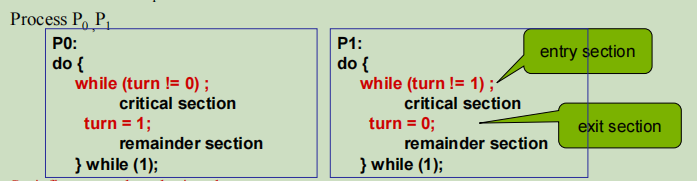 Process P0 ,P1
P0:
do {
while (turn != 0) ;
critical section
turn = 1;
remainder section
} while (1);
P1:
do {
while (turn != 1) ;
critical section
turn = 0;
remainder section
} while (1);
entry section
exit section